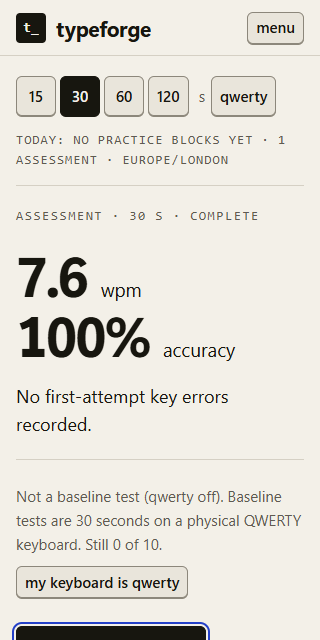 t_ typeforge menu
15 30 60 120 s qwerty
TODAY: NO PRACTICE BLOCKS YET · 1
ASSESSMENT · EUROPE/LONDON
ASSESSMENT · 30 S · COMPLETE
7.6 wpm
100% accuracy
No first-attempt key errors
recorded.
Not a baseline test (qwerty off). Baseline
tests are 30 seconds on a physical QWERTY
keyboard. Still 0 of 10.
my keyboard is qwerty